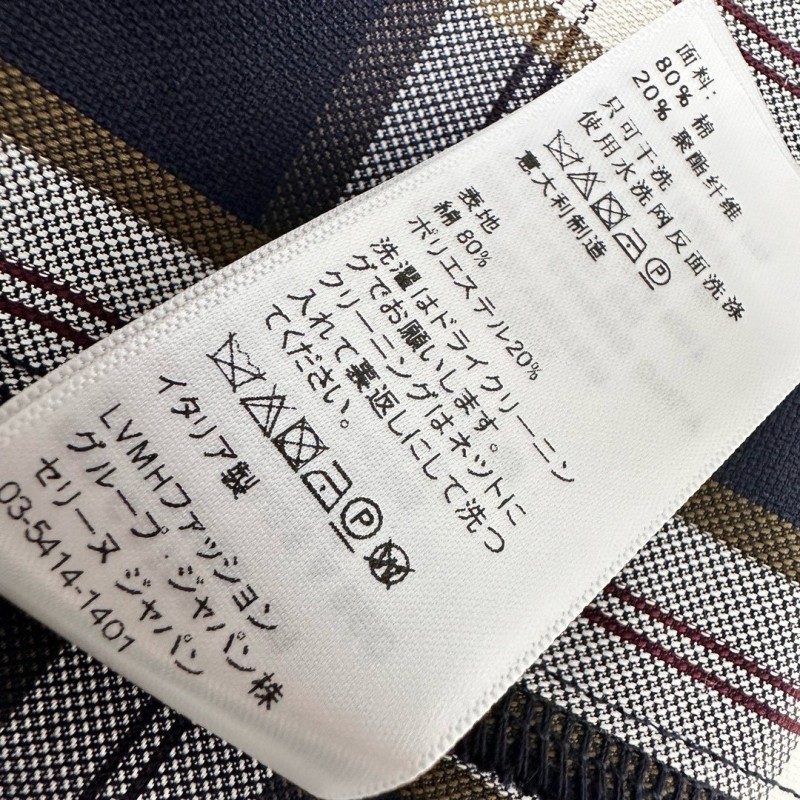 面料:
80% 棉
20% 聚酯纤维
只可干洗
使用水洗网反面洗涤
意大利制造
表地
綿 80%
ポリエステル20%
洗濯はドライクリーニン
グでお願いします。
クリーニングはネットに
入れて裏返しにして洗っ
てください。
イタリア製
LVMHファッション
グループ・ジャパン株
セリーヌ ジャパン
03-5414-1401